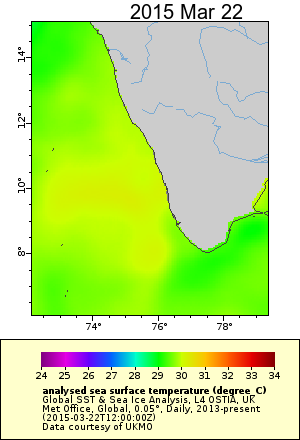 2015 Mar 22
14°
12°
10°
8°
74° 76° 78°
24 25 26 27 28 29 30 31 32 33 34
analysed sea surface temperature (degree_C)
Global SST & Sea Ice Analysis, L4 OSTIA, UK
Met Office, Global, 0.05°, Daily, 2013-present
(2015-03-22T12:00:00Z)
Data courtesy of UKMO